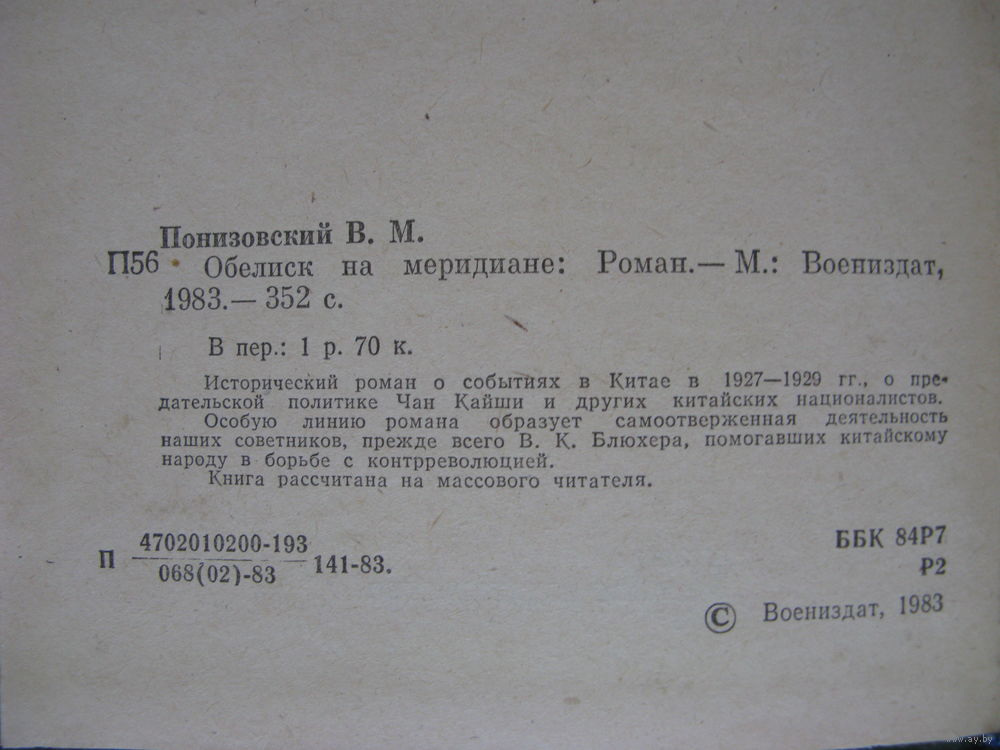 Понизовский В. М.
П56 Обелиск на меридиане: Роман.— М.: Воениздат,
1983.— 352 с.
В пер.: 1 р. 70 к.
Исторический роман о событиях в Китае в 1927—1929 гг., о пре-
дательской политике Чан Кайши и других китайских националистов.
Особую линию романа образует самоотверженная деятельность
наших советников, прежде всего В. К. Блюхера, помогавших китайскому
народу в борьбе с контрреволюцией.
Книга рассчитана на массового читателя.
П 4702010200-193
068(02)-83 — 141-83.
ББК 84Р7
Р2
© Воениздат, 1983
www.ay.by